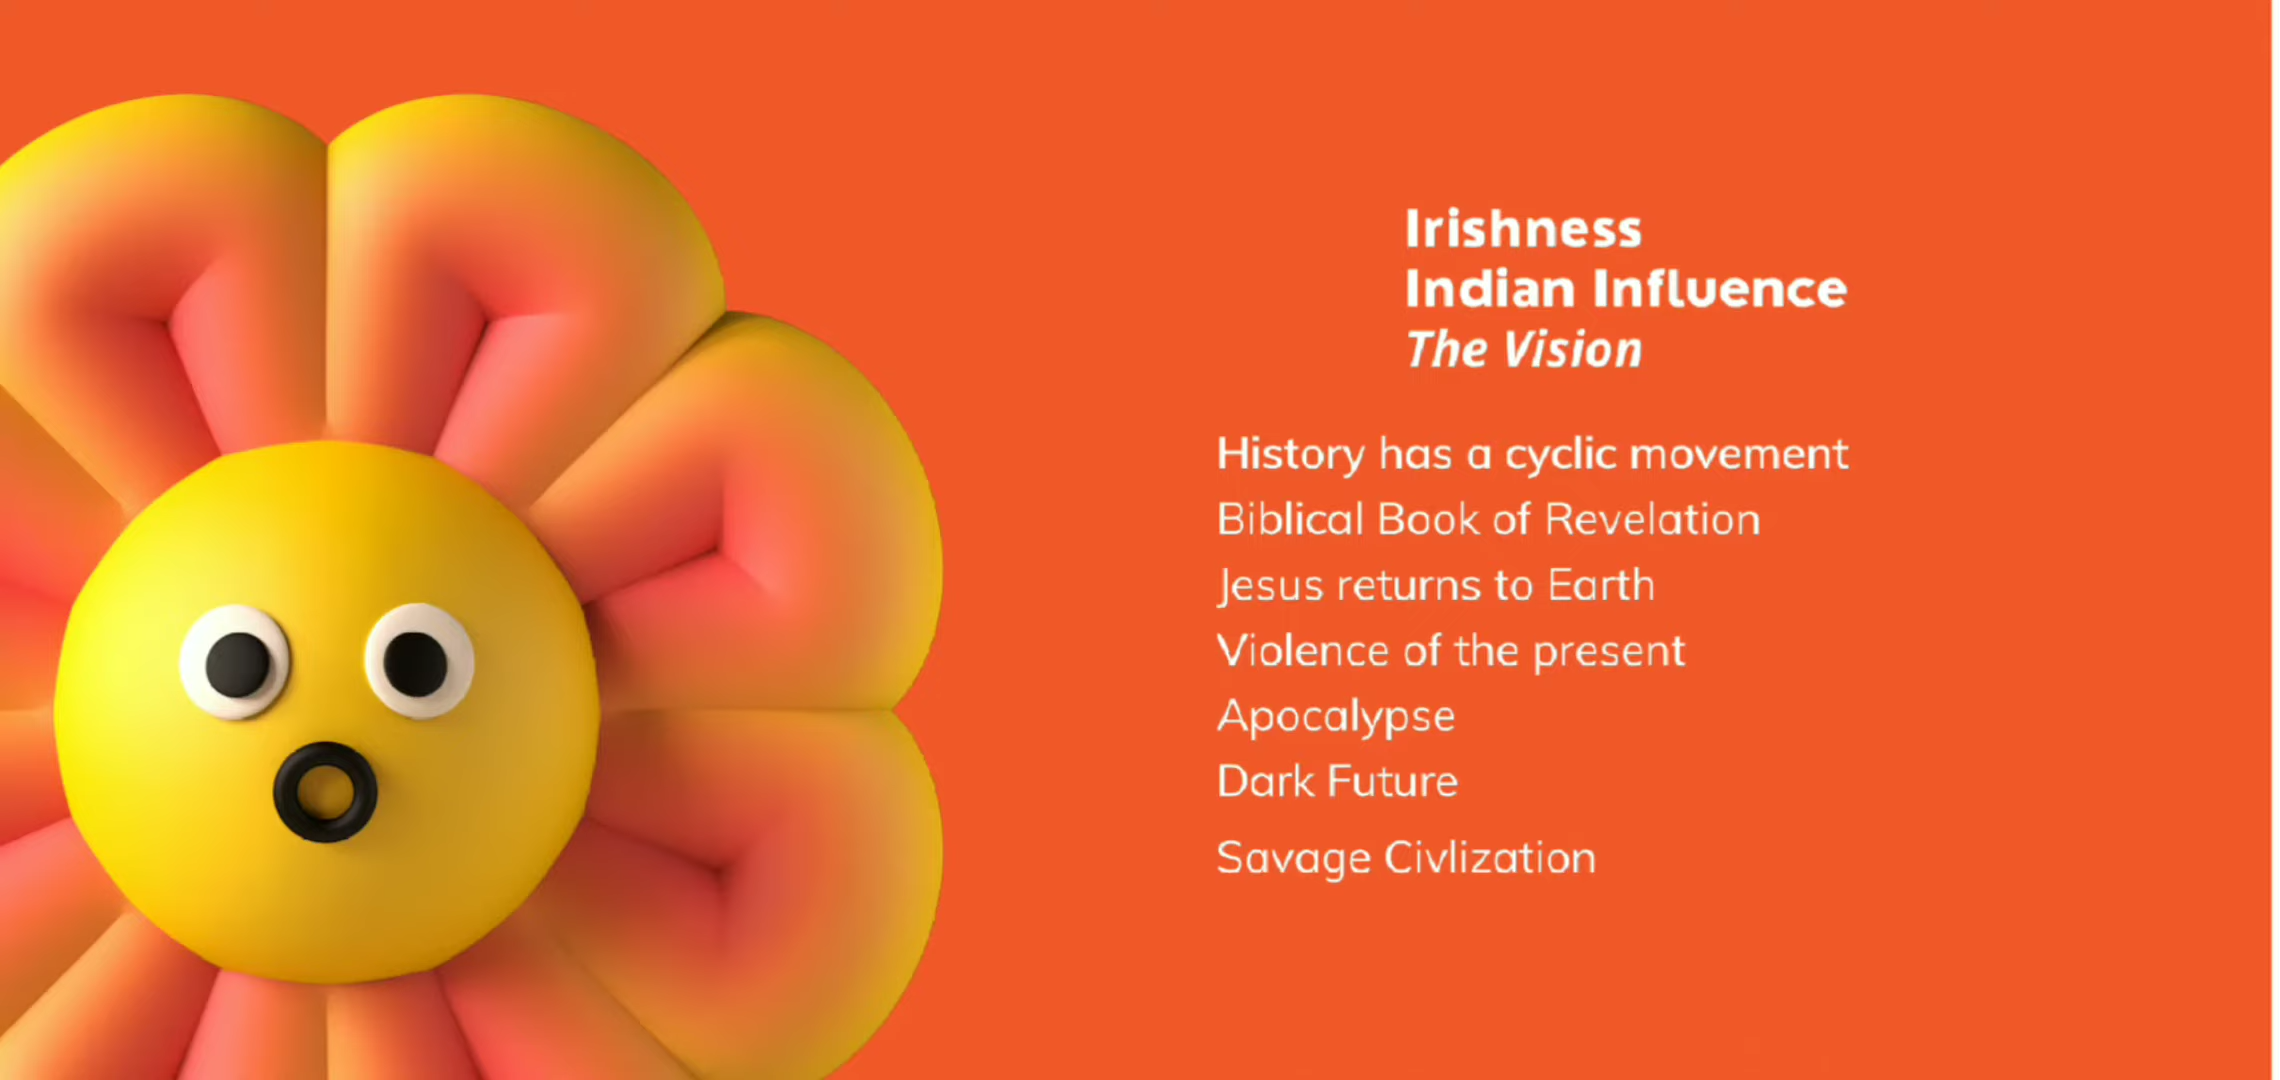 Irishness
Indian Influence
The Vision
History has a cyclic movement
Biblical Book of Revelation
Jesus returns to Earth
Violence of the present
Apocalypse
Dark Future
Savage Civlization